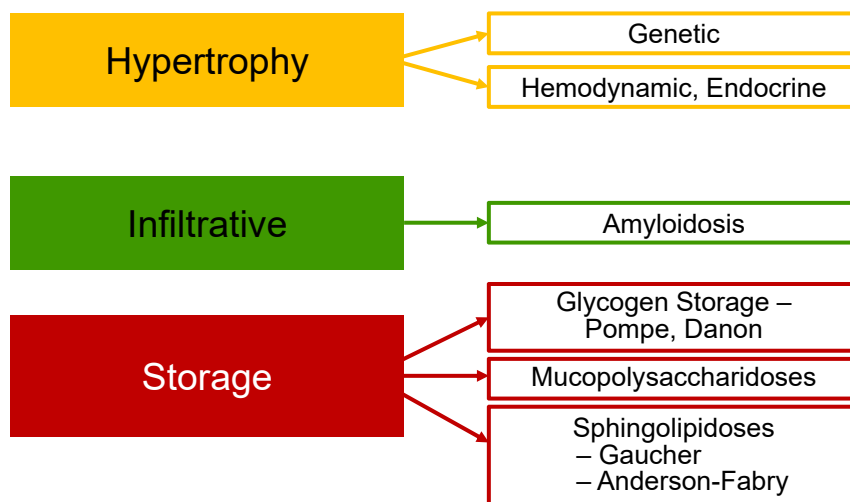 Hypertrophy
Genetic
Hemodynamic, Endocrine
Infiltrative
Amyloidosis
Storage
Glycogen Storage –
Pompe, Danon
Mucopolysaccharidoses
Sphingolipidoses
– Gaucher
– Anderson-Fabry